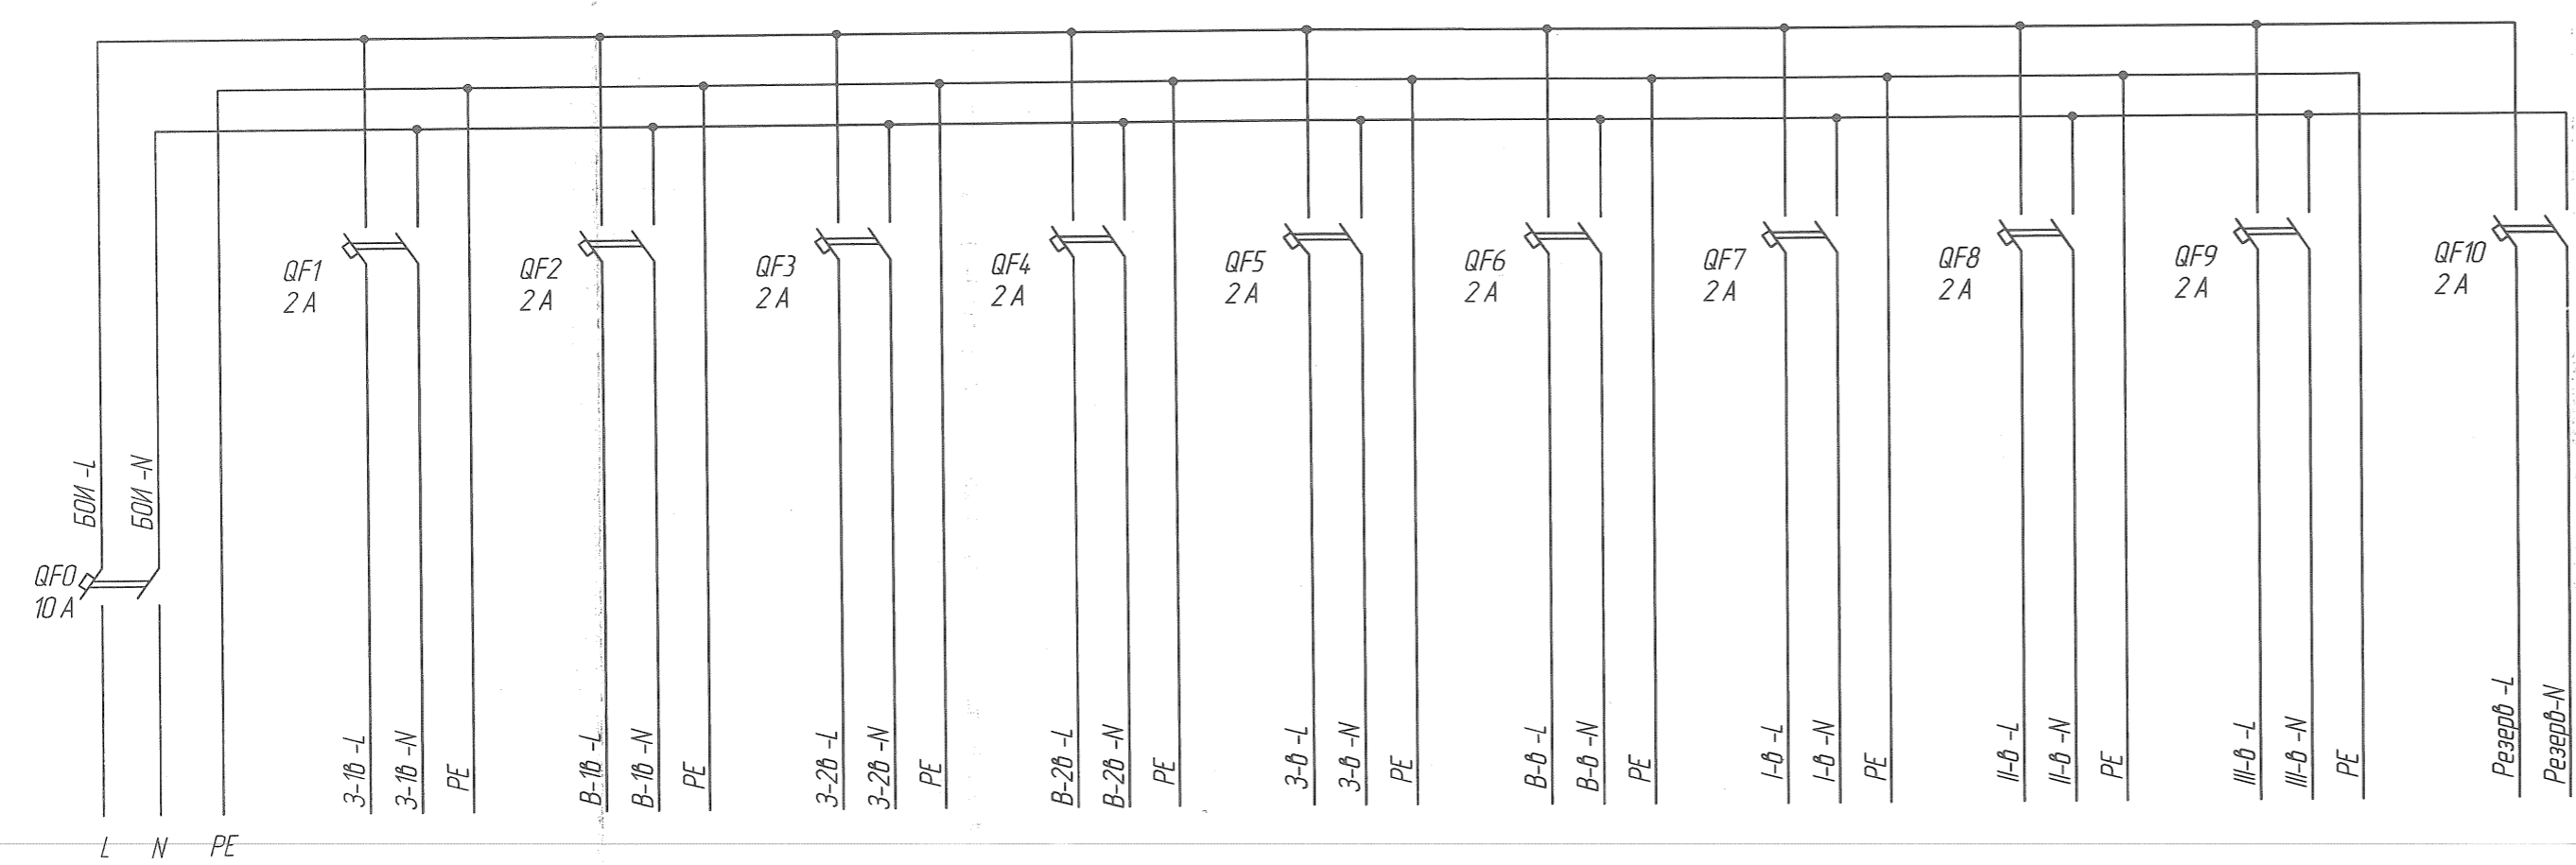 QF1
2 А
QF2
2 А
QF3
2 А
QF4
2 А
QF5
2 А
QF6
2 А
QF7
2 А
QF8
2 А
QF9
2 А
QF10
2 А
БОИ -L
БОИ -N
QF0
10 А
З-1в -L
З-1в -N
PE
В-1в -L
В-1в -N
PE
З-2в -L
З-2в -N
PE
В-2в -L
В-2в -N
PE
З-в -L
З-в -N
PE
В-в -L
В-в -N
PE
I-в -L
I-в -N
PE
II-в -L
II-в -N
PE
III-в -L
III-в -N
PE
Резерв -L
Резерв-N
L
N
PE